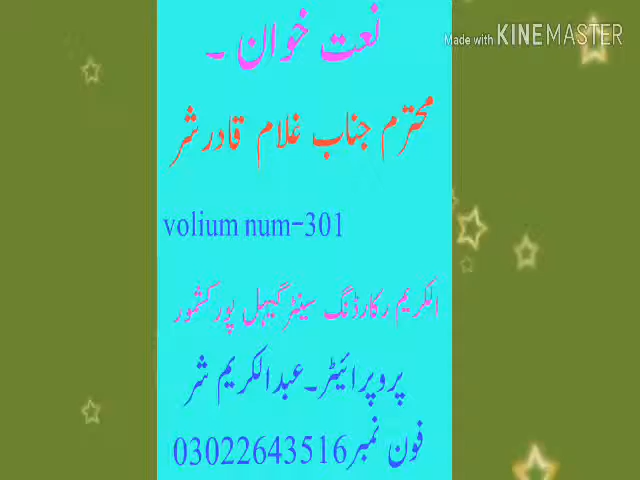 Made with KINEMASTER
نعت خوان ۔
محترم جناب غلام قادر شر
volium num-301
الکریم رکارڈنگ سینٹر گیہل پور کشمور
پروپرائیٹر۔عبدالکریم شر
فون نمبر03022643516